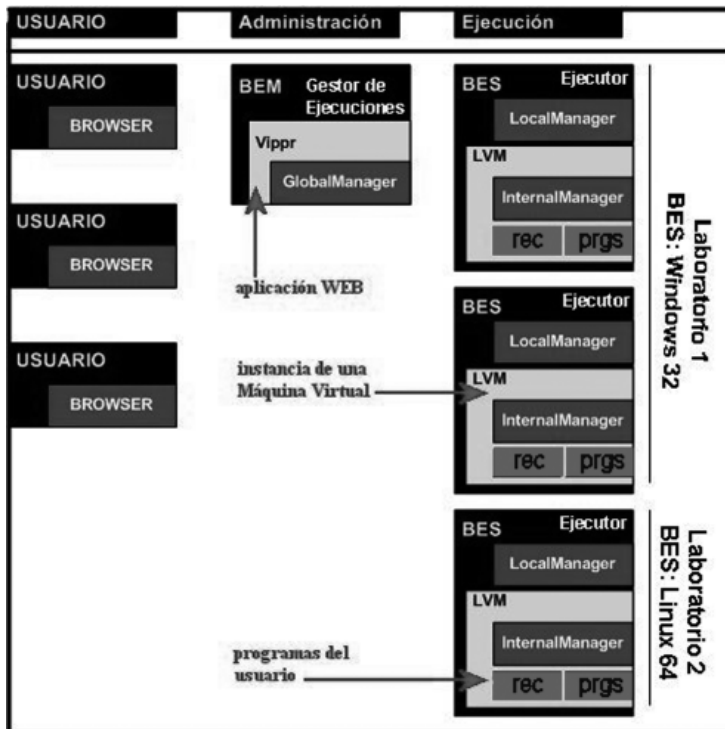 USUARIO
Administración
Ejecución
USUARIO
BROWSER
USUARIO
BROWSER
USUARIO
BROWSER
BEM
Gestor de
Ejecuciones
Vippr
GlobalManager
aplicación WEB
instancia de una
Máquina Virtual
programas del
usuario
BES
Ejecutor
LocalManager
LVM
InternalManager
rec
prgs
BES
Ejecutor
LocalManager
LVM
InternalManager
rec
prgs
BES
Ejecutor
LocalManager
LVM
InternalManager
rec
prgs
Laboratorio 1
BES: Windows 32
Laboratorio 2
BES: Linux 64